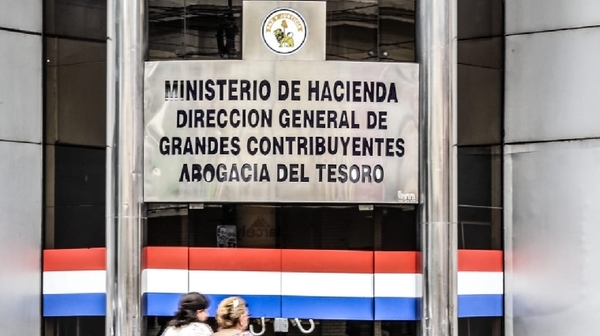 MINISTERIO DE HACIENDA
DIRECCION GENERAL DE
GRANDES CONTRIBUYENTES
ABOGACIA DEL TESORO